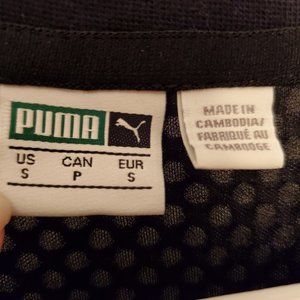 PUMA
US CAN EUR
S P S
MADE IN
CAMBODIA/
FABRIQUÉ AU
CAMBODGE